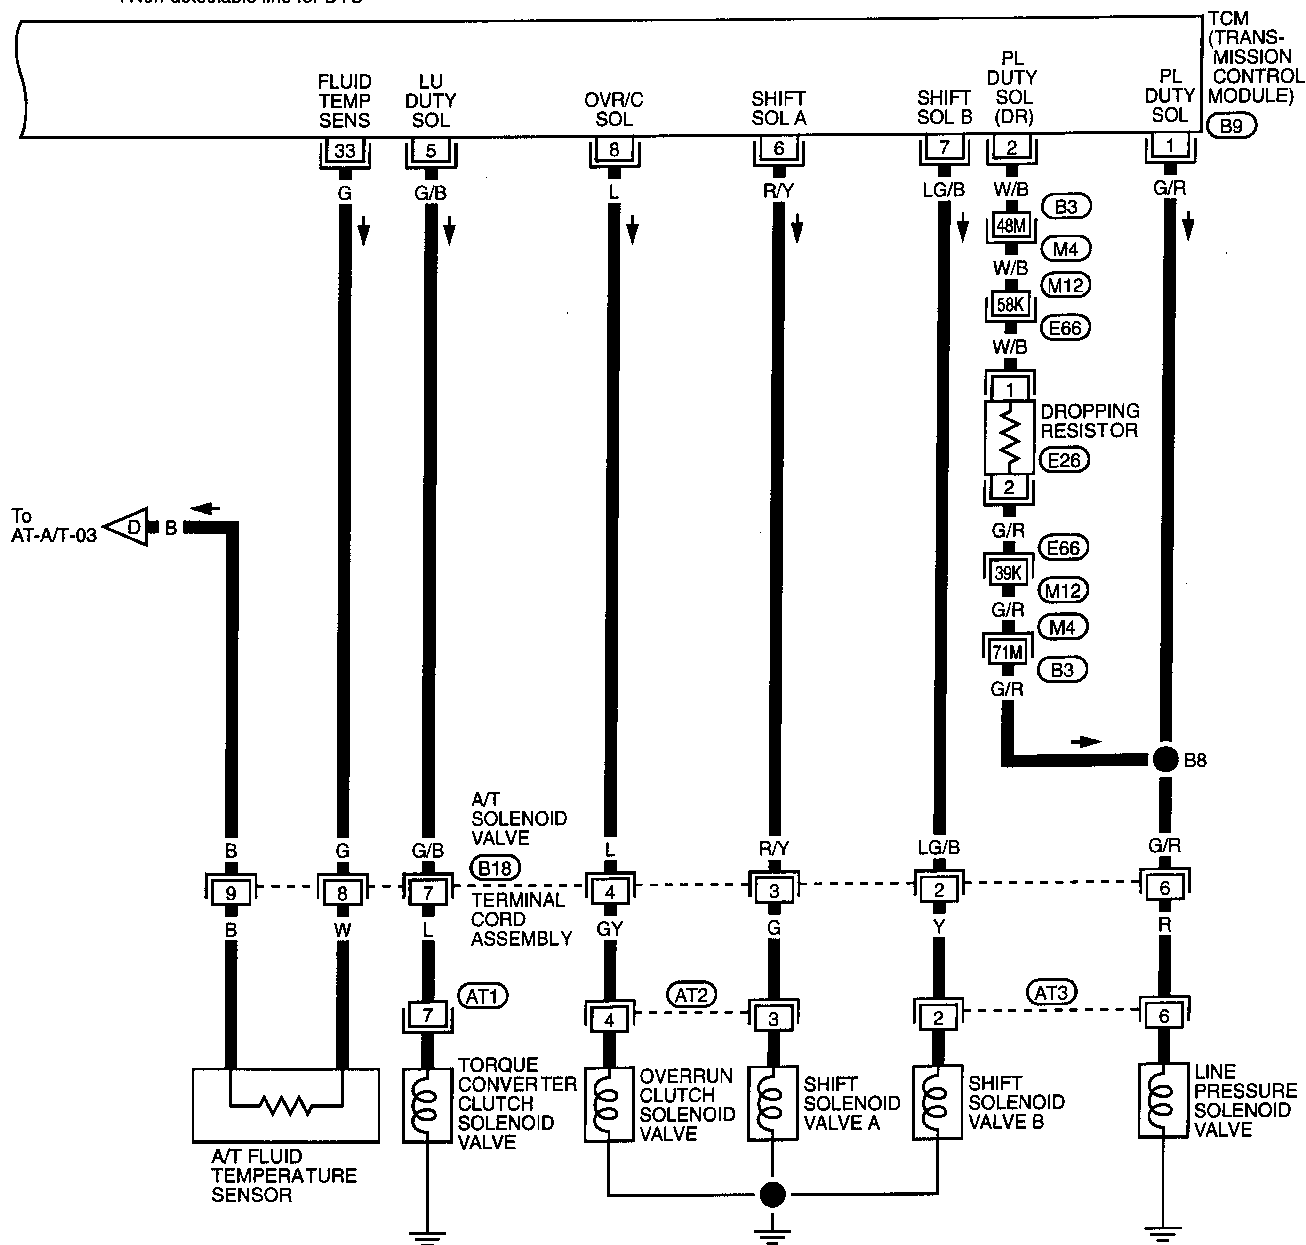 TCM
(TRANS-
MISSION
CONTROL
MODULE)
B9
FLUID
TEMP
SENS
LU
DUTY
SOL
OVR/C
SOL
SHIFT
SOL A
SHIFT
SOL B
PL
DUTY
SOL
(DR)
PL
DUTY
SOL
33 5 8 6 7 2 1
G G/B L R/Y LG/B W/B G/R
B3
48M
M4
W/B
M12
58K
E66
W/B
1
DROPPING
RESISTOR
E26
2
G/R
E66
39K
M12
G/R
M4
71M
B3
G/R
To
AT-A/T-03
D B
B8
A/T
SOLENOID
VALVE
B18
B G G/B L R/Y LG/B G/R
9 8 7 4 3 2 6
TERMINAL
CORD
ASSEMBLY
B W L GY G Y R
AT1
AT2
AT3
7 4 3 2 6
A/T FLUID
TEMPERATURE
SENSOR
TORQUE
CONVERTER
CLUTCH
SOLENOID
VALVE
OVERRUN
CLUTCH
SOLENOID
VALVE
SHIFT
SOLENOID
VALVE A
SHIFT
SOLENOID
VALVE B
LINE
PRESSURE
SOLENOID
VALVE